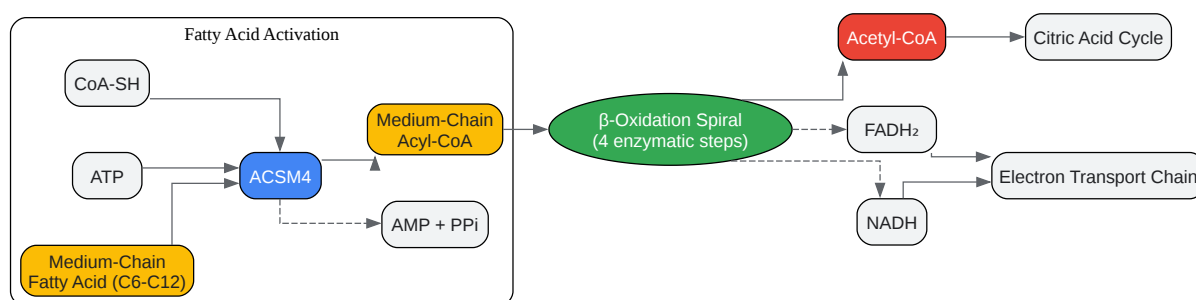 Fatty Acid Activation
CoA-SH
ATP
Medium-Chain
Fatty Acid (C6-C12)
ACSM4
Medium-Chain
Acyl-CoA
AMP + PPi
β-Oxidation Spiral
(4 enzymatic steps)
Acetyl-CoA
Citric Acid Cycle
FADH₂
NADH
Electron Transport Chain